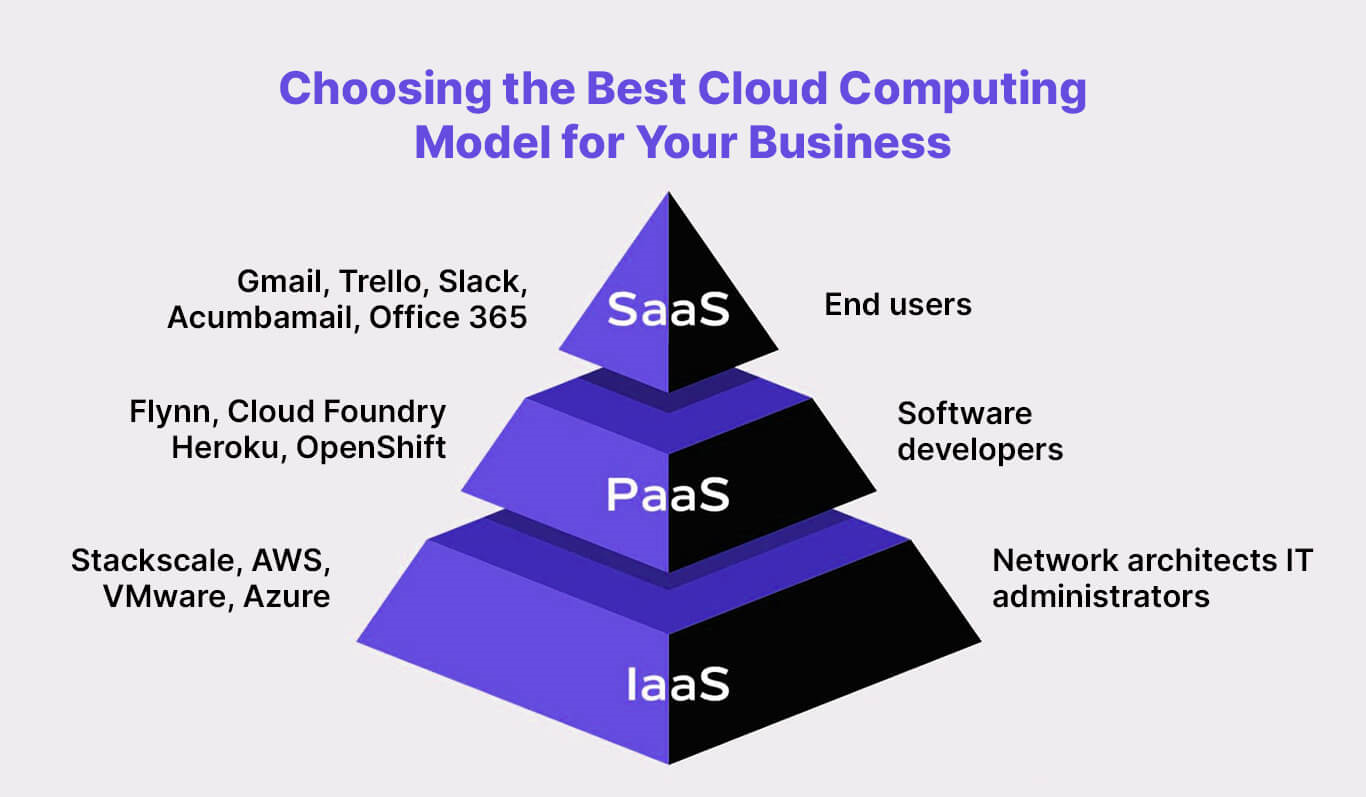 Choosing the Best Cloud Computing
Model for Your Business
Gmail, Trello, Slack,
Acumbamail, Office 365
SaaS
End users
Flynn, Cloud Foundry
Heroku, OpenShift
PaaS
Software
developers
Stackscale, AWS,
VMware, Azure
IaaS
Network architects IT
administrators